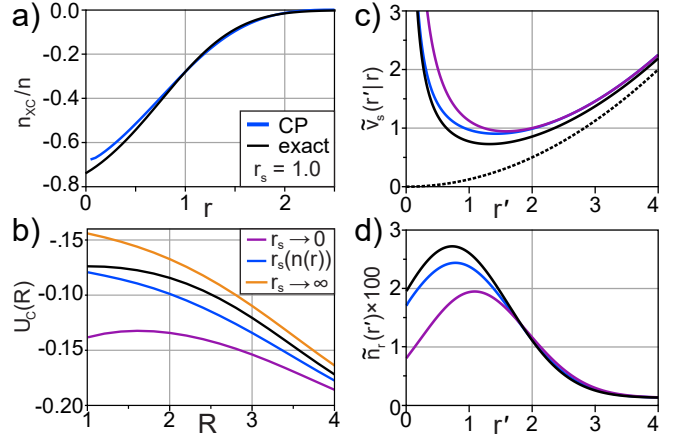 a)
0.0
-0.2
-0.4
-0.6
-0.8
n_XC/n
0
1
2
r
CP
exact
r_s = 1.0
b)
-.15
-0.10
-0.15
-0.20
U_C(R)
1
2
3
4
R
r_s → 0
r_s(n(r))
r_s → ∞
c)
3
2
1
0
ṽ_s(r′|r)
0
1
2
3
4
r′
d)
3
2
1
0
ñ_r(r′)×100
0
1
2
3
4
r′